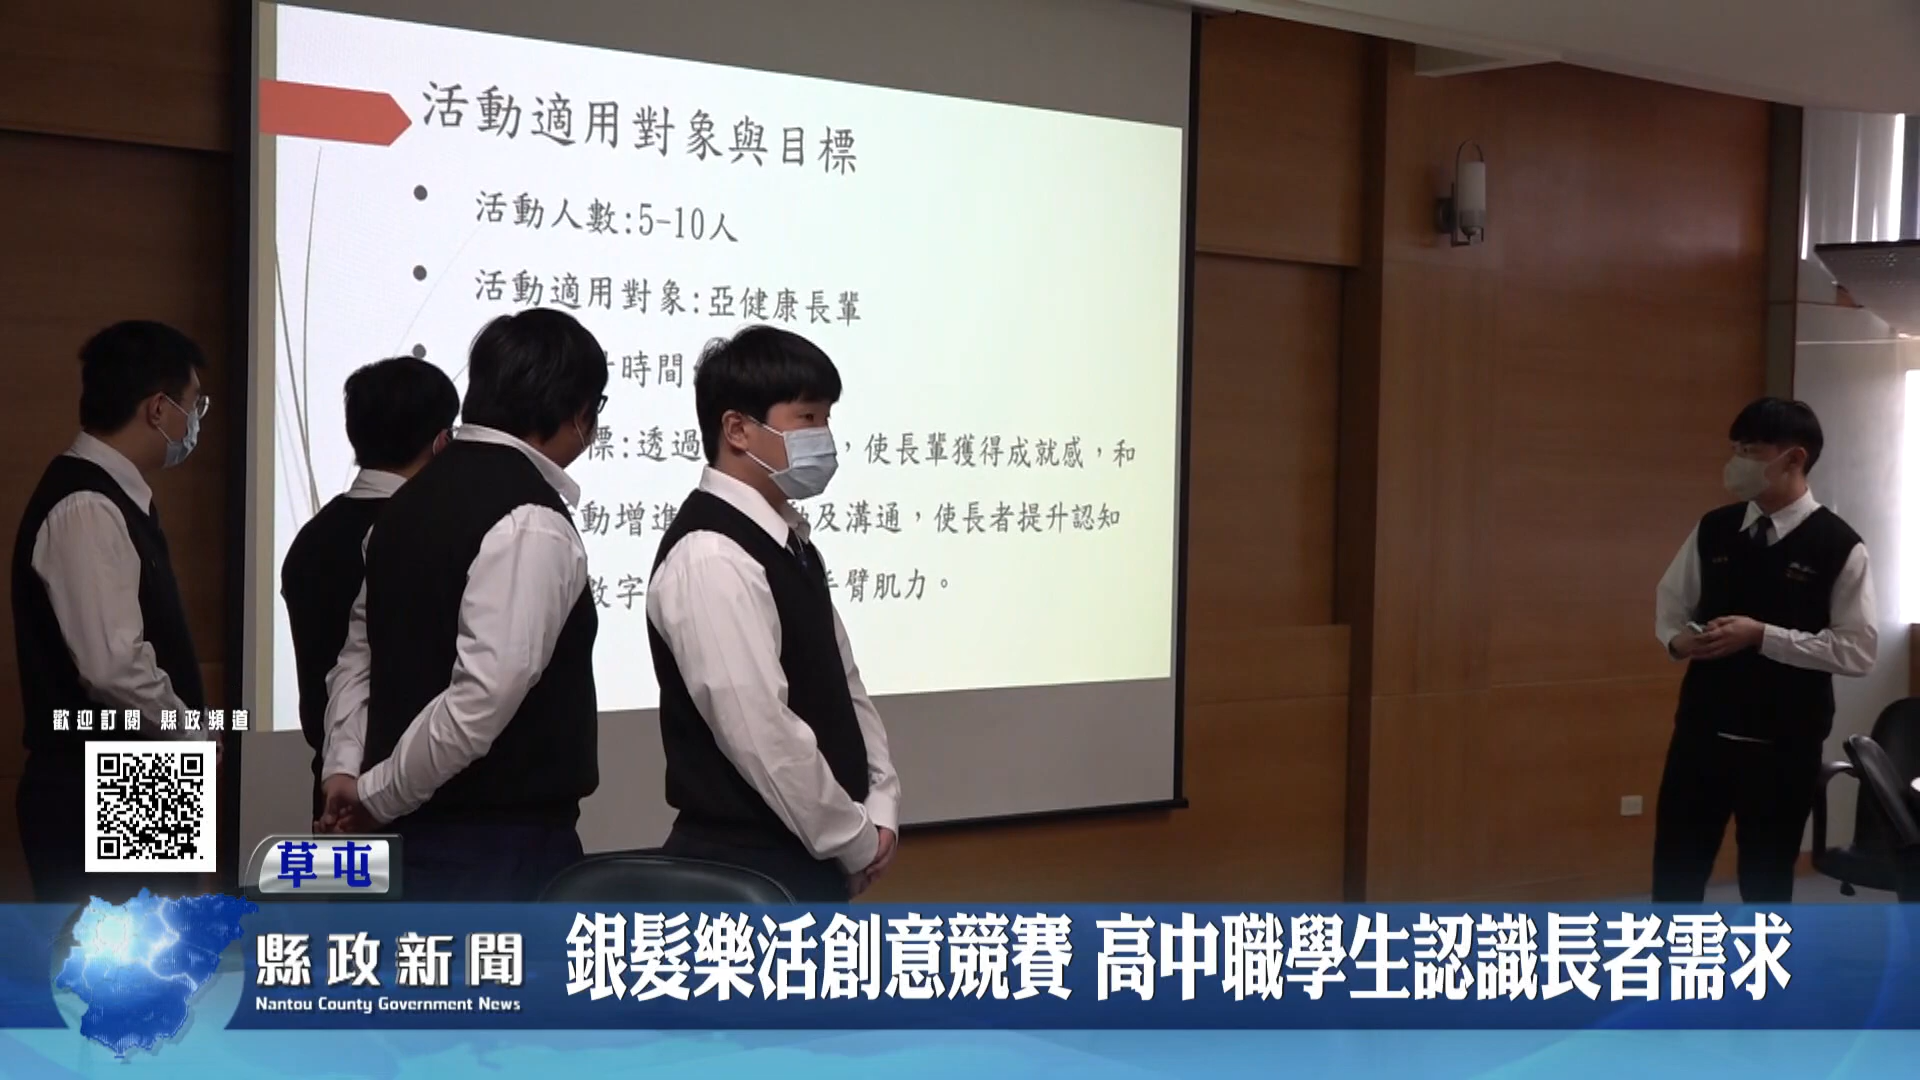 活動適用對象與目標
活動人數:5-10人
活動適用對象:亞健康長輩
時間
標:透過 ，使長輩獲得成就感，和
動增進 及溝通，使長者提升認知
數字 手臂肌力。
歡迎訂閱 縣政頻道
草屯
縣政新聞
Nantou County Government News
銀髮樂活創意競賽 高中職學生認識長者需求